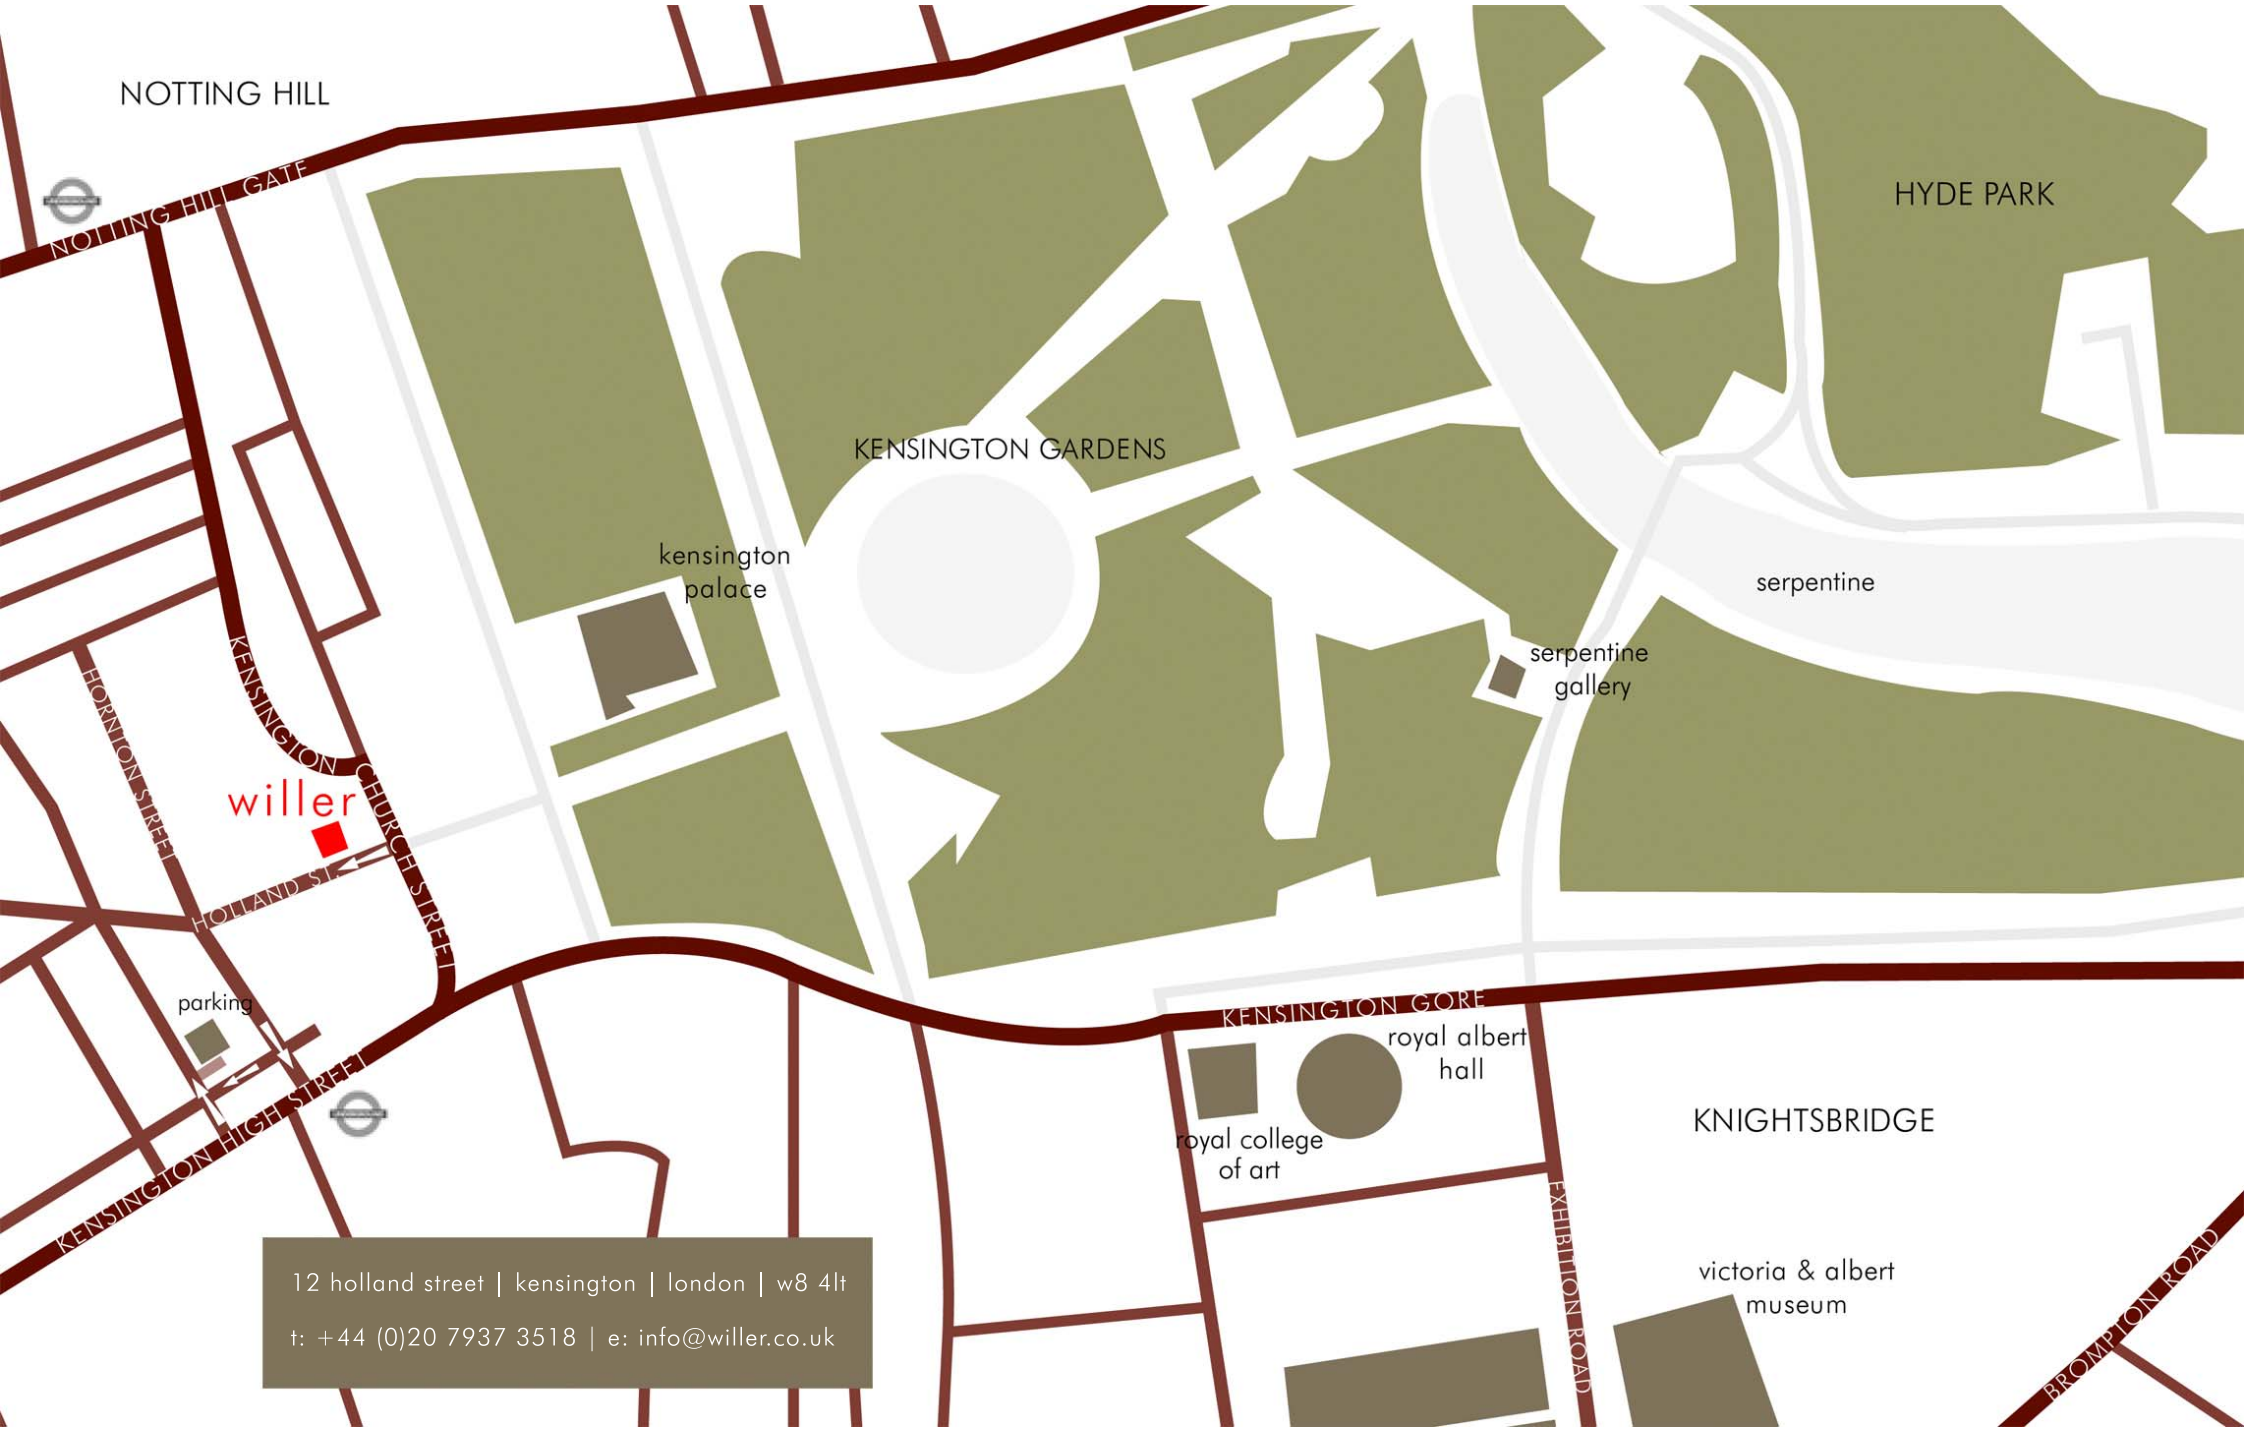 NOTTING HILL
HYDE PARK
NOTTING HILL GATE
KENSINGTON GARDENS
kensington
palace
serpentine
serpentine
gallery
KENSINGTON CHURCH STREET
HORNTON STREET
willer
HOLLAND ST.
parking
KENSINGTON HIGH STREET
KENSINGTON GORE
royal albert
hall
royal college
of art
KNIGHTSBRIDGE
EXHIBITION ROAD
victoria & albert
museum
BROMPTON ROAD
12 holland street | kensington | london | w8 4lt
t: +44 (0)20 7937 3518 | e: info@willer.co.uk